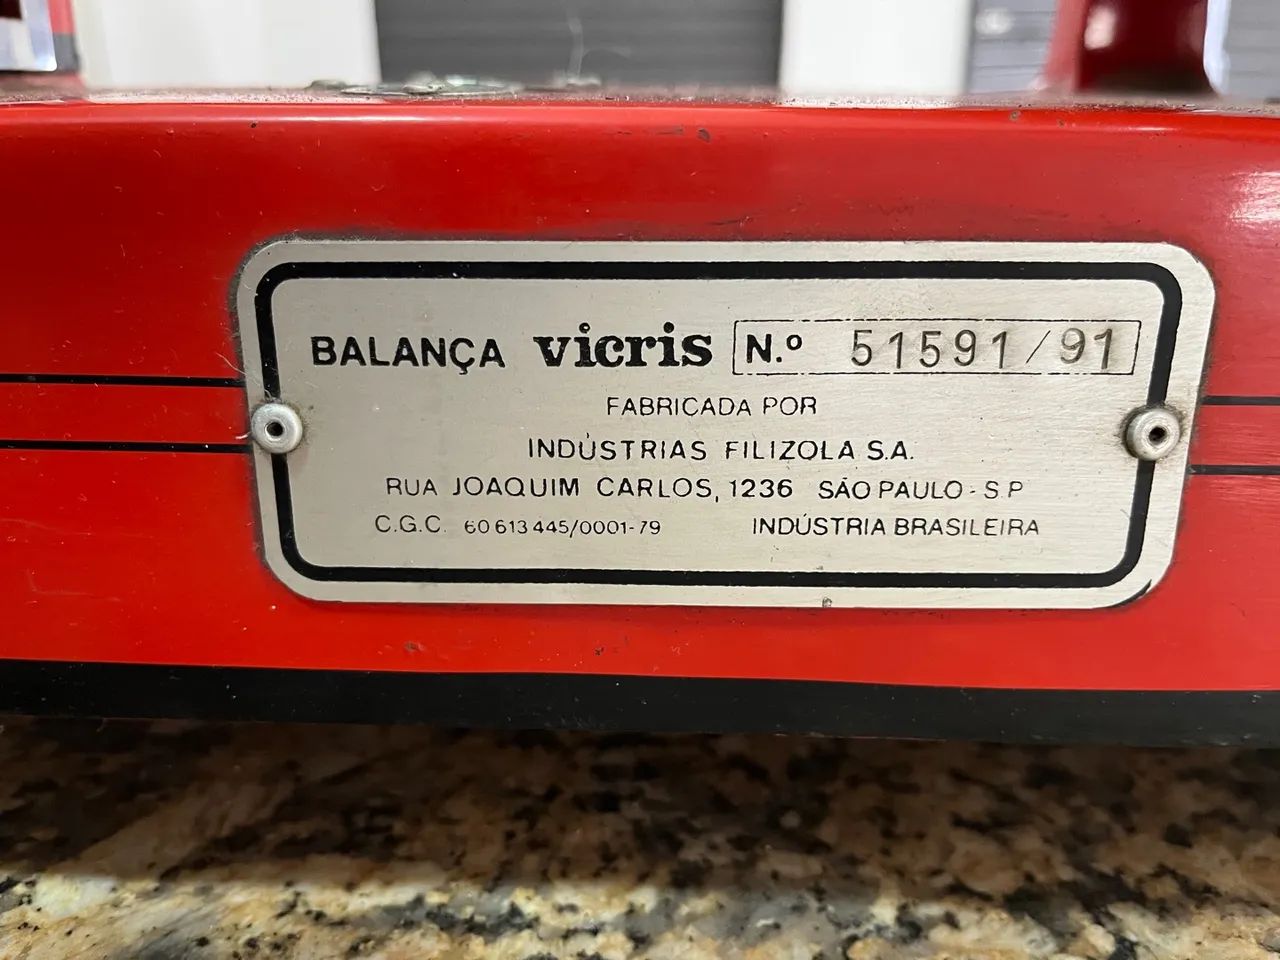 BALANÇA vicris N.º 51591/91
FABRICADA POR
INDÚSTRIAS FILIZOLA S.A.
RUA JOAQUIM CARLOS, 1236 SÃO PAULO - S.P
C.G.C. 60 613 445/0001-79 INDÚSTRIA BRASILEIRA